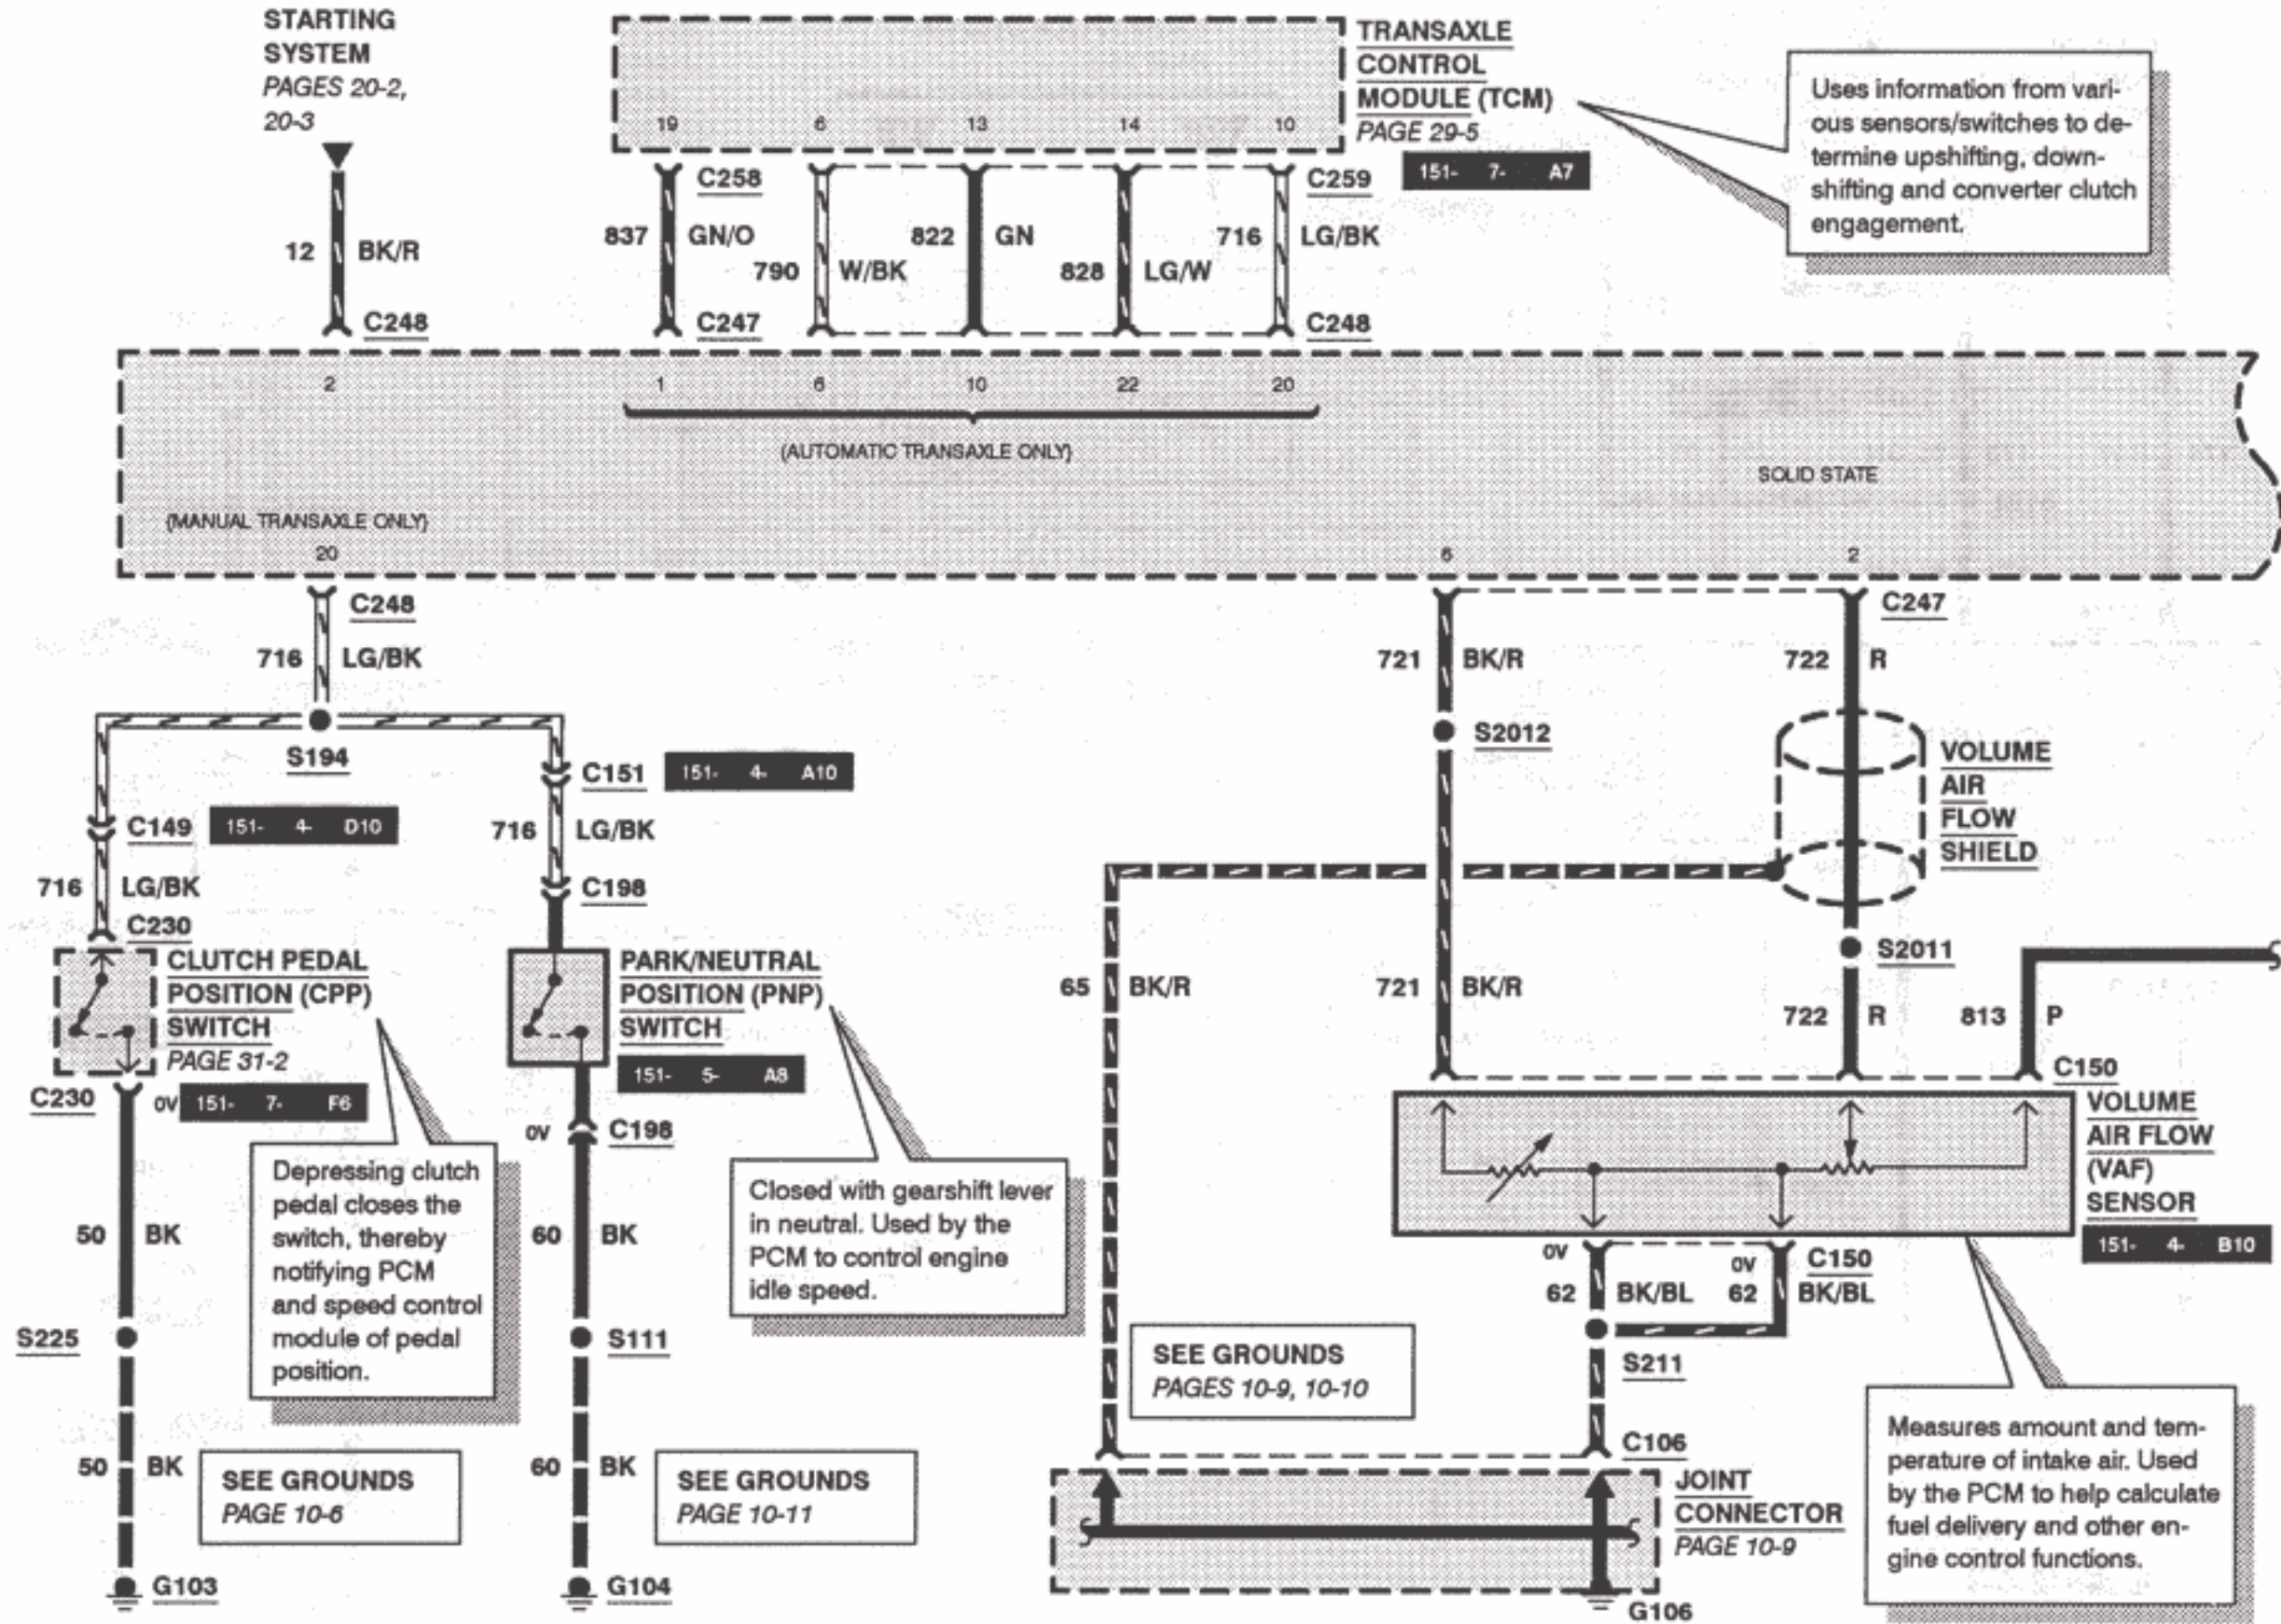 STARTING
SYSTEM
PAGES 20-2,
20-3
TRANSAXLE
CONTROL
MODULE (TCM)
PAGE 29-5
151- 7- A7
Uses information from vari-
ous sensors/switches to de-
termine upshifting, down-
shifting and converter clutch
engagement.
19 6 13 14 10
C258 C259
12 BK/R
837 GN/O
790 W/BK
822 GN
828 LG/W
716 LG/BK
C248 C247 C248
2 1 6 10 22 20
(AUTOMATIC TRANSAXLE ONLY)
SOLID STATE
(MANUAL TRANSAXLE ONLY)
20 6 2
C248 C247
716 LG/BK
721 BK/R
722 R
S194
S2012
C151 151- 4- A10
VOLUME
AIR
FLOW
SHIELD
C149 151- 4- D10
716 LG/BK
716 LG/BK
C198
C230
S2011
CLUTCH PEDAL
POSITION (CPP)
SWITCH
PAGE 31-2
PARK/NEUTRAL
POSITION (PNP)
SWITCH
151- 5- A8
65 BK/R
721 BK/R
722 R
813 P
C150
C230 0V 151- 7- F6
0V C198
VOLUME
AIR FLOW
(VAF)
SENSOR
151- 4- B10
Depressing clutch
pedal closes the
switch, thereby
notifying PCM
and speed control
module of pedal
position.
Closed with gearshift lever
in neutral. Used by the
PCM to control engine
idle speed.
50 BK
60 BK
0V 0V C150
62 BK/BL 62 BK/BL
S225 S111
SEE GROUNDS
PAGES 10-9, 10-10
S211
C106
Measures amount and tem-
perature of intake air. Used
by the PCM to help calculate
fuel delivery and other en-
gine control functions.
50 BK
SEE GROUNDS
PAGE 10-6
60 BK
SEE GROUNDS
PAGE 10-11
JOINT
CONNECTOR
PAGE 10-9
G103 G104 G106